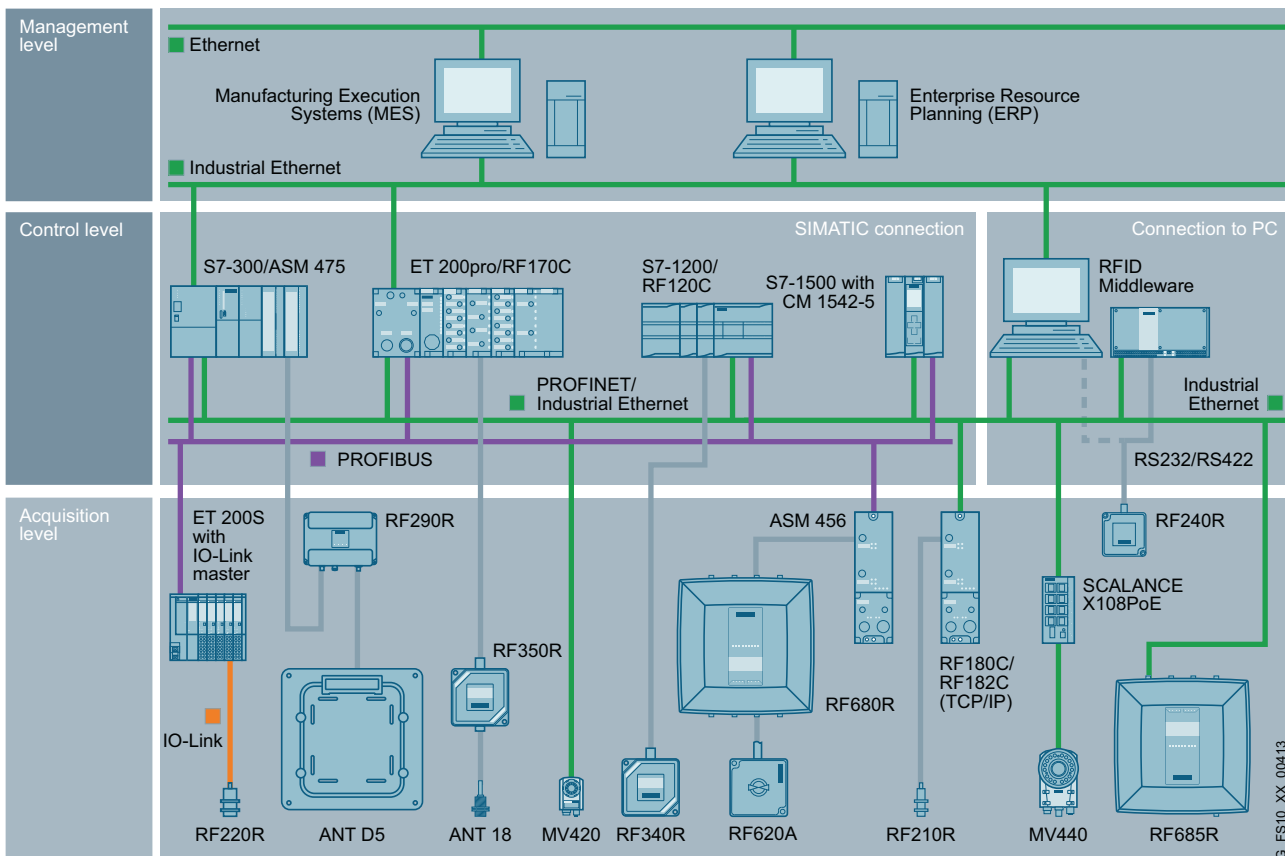 Management
level
Ethernet
Manufacturing Execution
Systems (MES)
Enterprise Resource
Planning (ERP)
Industrial Ethernet
Control level
SIMATIC connection
Connection to PC
S7-300/ASM 475
ET 200pro/RF170C
S7-1200/
RF120C
S7-1500 with
CM 1542-5
RFID
Middleware
PROFINET/
Industrial Ethernet
Industrial
Ethernet
PROFIBUS
RS232/RS422
Acquisition
level
ET 200S
with
IO-Link
master
RF290R
ASM 456
RF240R
SCALANCE
X108PoE
RF350R
RF680R
RF180C/
RF182C
(TCP/IP)
IO-Link
RF220R
ANT D5
ANT 18
MV420
RF340R
RF620A
RF210R
MV440
RF685R